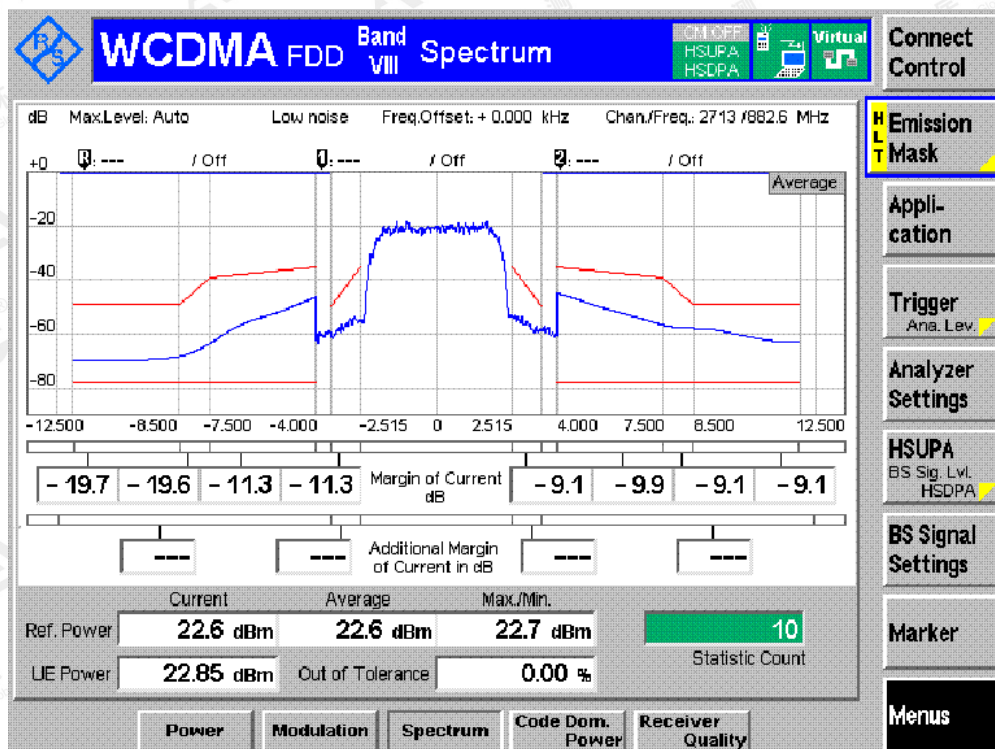 R&S
WCDMA FDD Band VIII Spectrum
HSUPA
HSDPA
Virtual
Connect Control
dB Max.Level: Auto Low noise Freq.Offset: + 0.000 kHz Chan./Freq.: 2713 /882.6 MHz
HLT
Emission Mask
R: --- / Off 1: --- / Off 2: --- / Off
+0
Average
-20
-40
-60
-80
-12.500 -8.500 -7.500 -4.000 -2.515 0 2.515 4.000 7.500 8.500 12.500
Appli-
cation
Trigger
Ana. Lev.
Analyzer
Settings
HSUPA
BS Sig. Lvl.
HSDPA
BS Signal
Settings
Marker
Menus
- 19.7 - 19.6 - 11.3 - 11.3 Margin of Current dB - 9.1 - 9.9 - 9.1 - 9.1
--- --- Additional Margin of Current in dB --- ---
Current Average Max./Min.
Ref. Power 22.6 dBm 22.6 dBm 22.7 dBm 10
Statistic Count
UE Power 22.85 dBm Out of Tolerance 0.00 %
Power Modulation Spectrum Code Dom. Power Receiver Quality